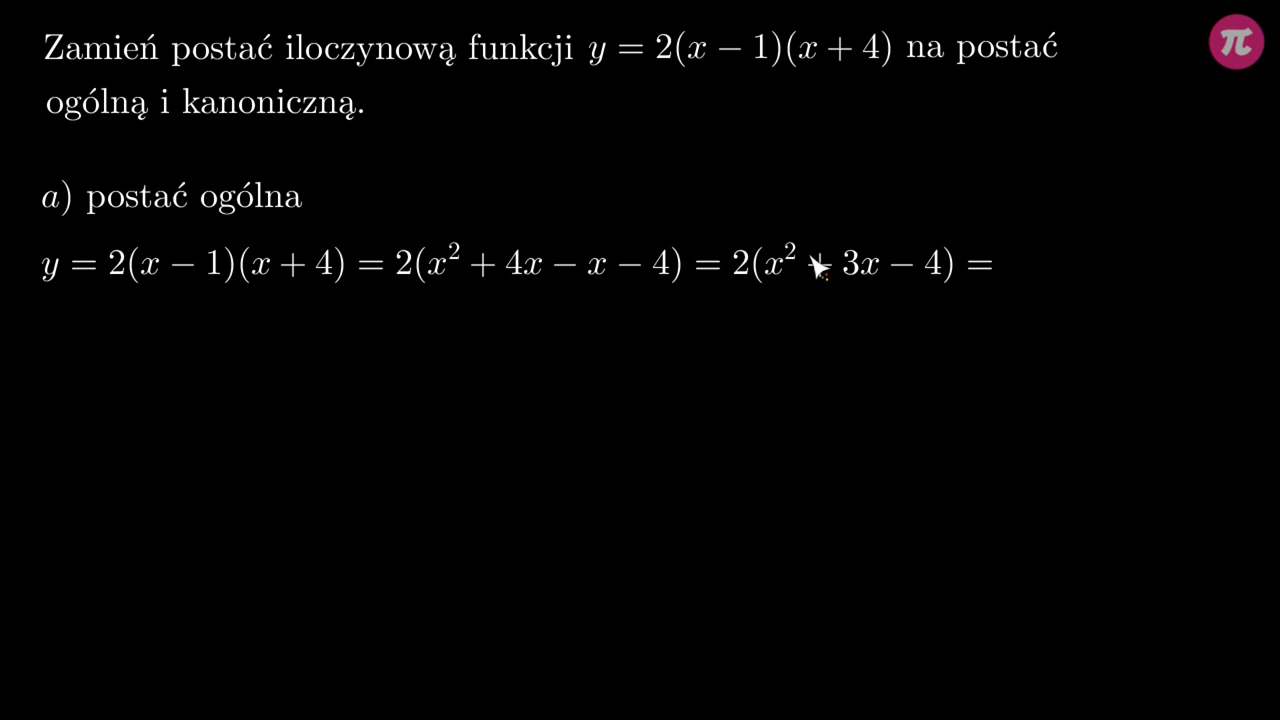 Zamień postać iloczynową funkcji y = 2(x − 1)(x + 4) na postać
ogólną i kanoniczną.
a) postać ogólna
y = 2(x − 1)(x + 4) = 2(x² + 4x − x − 4) = 2(x² + 3x − 4) =
π